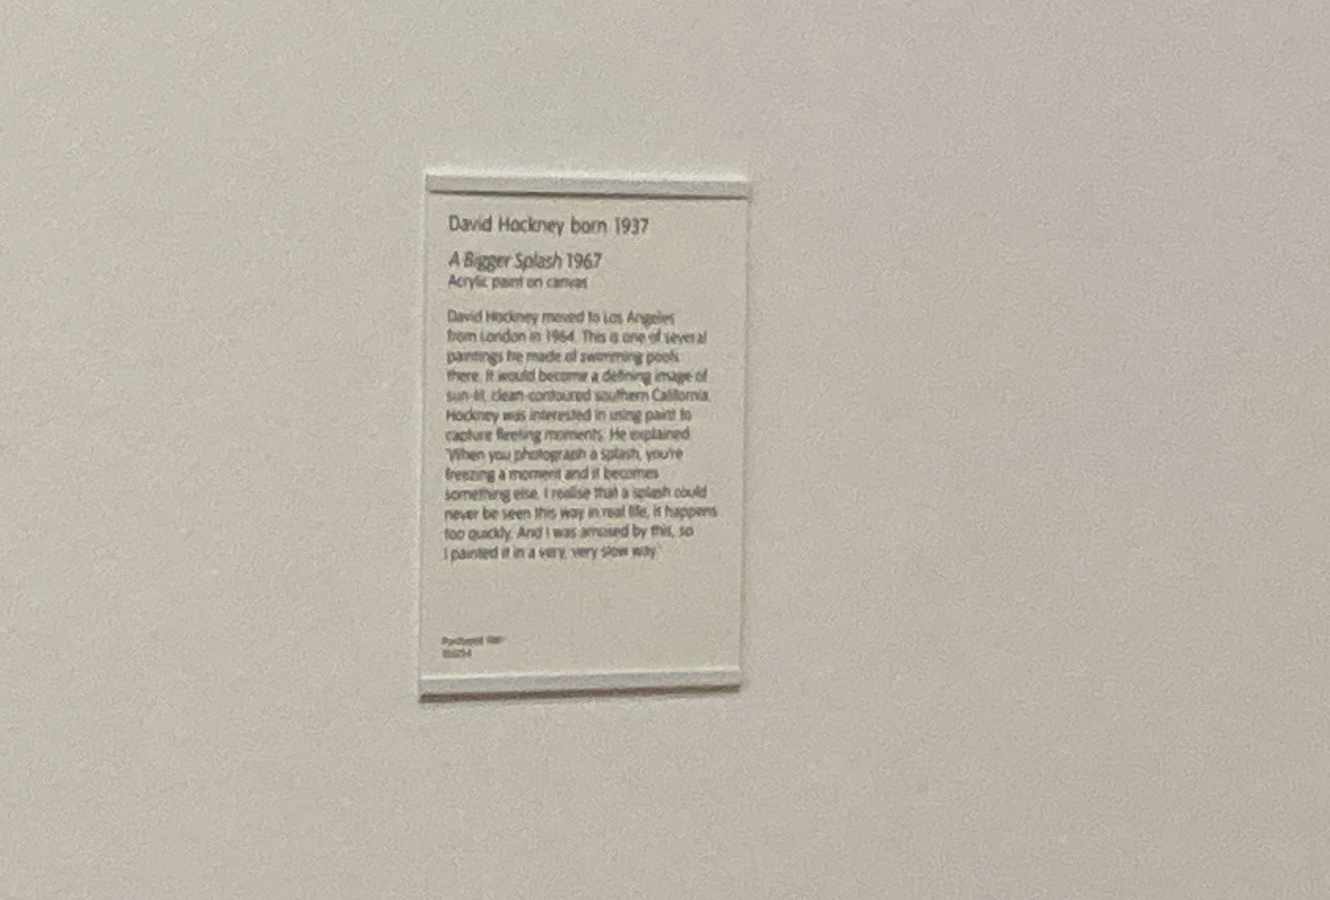 David Hockney born 1937
A Bigger Splash 1967
Acrylic paint on canvas
David Hockney moved to Los Angeles
from London in 1964. This is one of several
paintings he made of swimming pools
there. It would become a defining image of
sun-lit, clean-contoured southern California.
Hockney was interested in using paint to
capture fleeting moments. He explained
'When you photograph a splash, you're
freezing a moment and it becomes
something else. I realise that a splash could
never be seen this way in real life, it happens
too quickly. And I was amused by this, so
I painted it in a very, very slow way.'